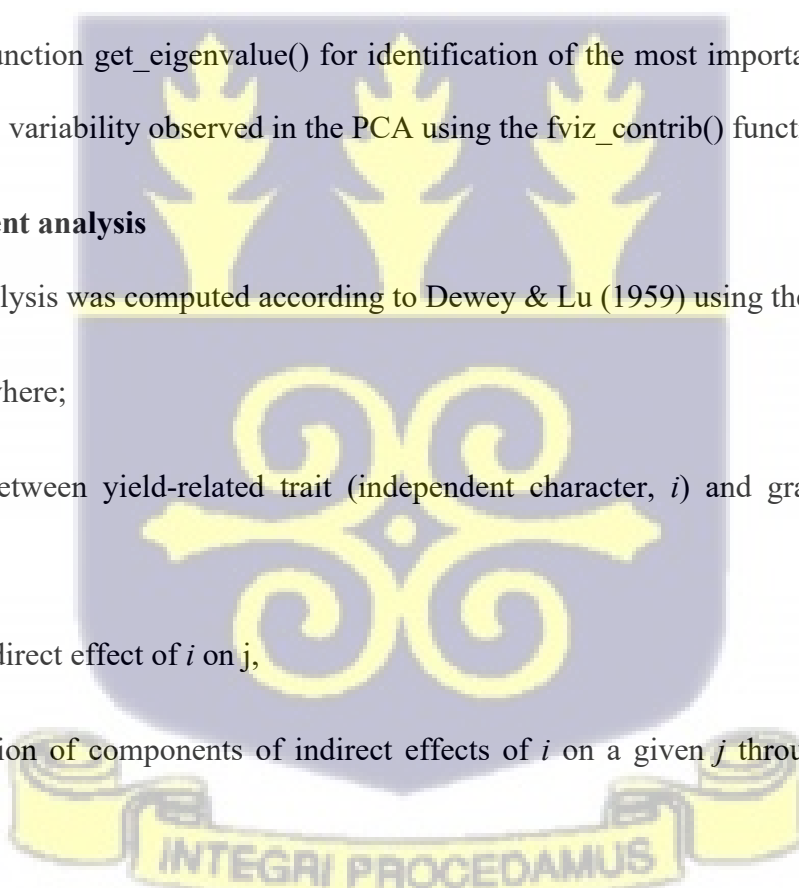 unction get_eigenvalue() for identification of the most importa
variability observed in the PCA using the fviz_contrib() funct
ent analysis
lysis was computed according to Dewey & Lu (1959) using the
here;
etween yield-related trait (independent character, i) and gra
direct effect of i on j,
ion of components of indirect effects of i on a given j throu
INTEGRI PROCEDAMUS